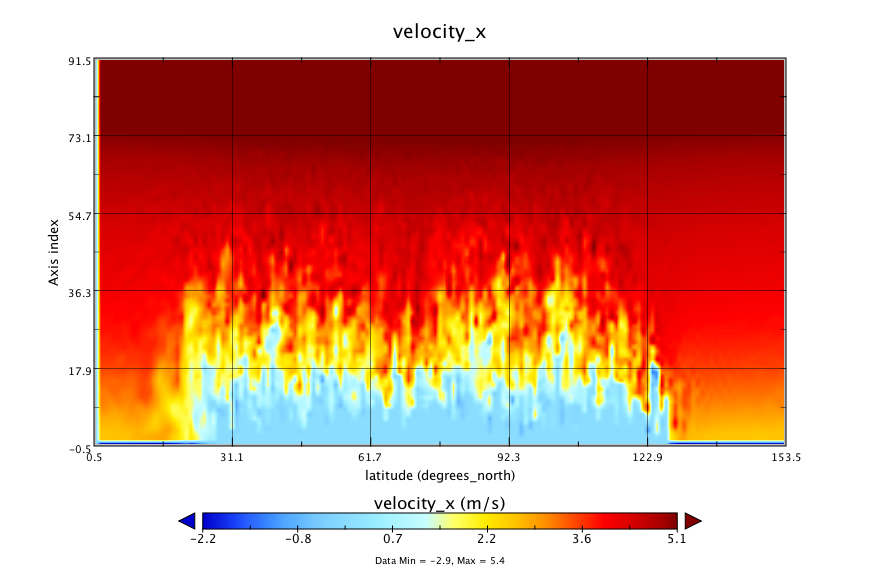 velocity_x
91.5
73.1
54.7
36.3
17.9
-0.5
Axis index
0.5 31.1 61.7 92.3 122.9 153.5
latitude (degrees_north)
velocity_x (m/s)
-2.2 -0.8 0.7 2.2 3.6 5.1
Data Min = -2.9, Max = 5.4